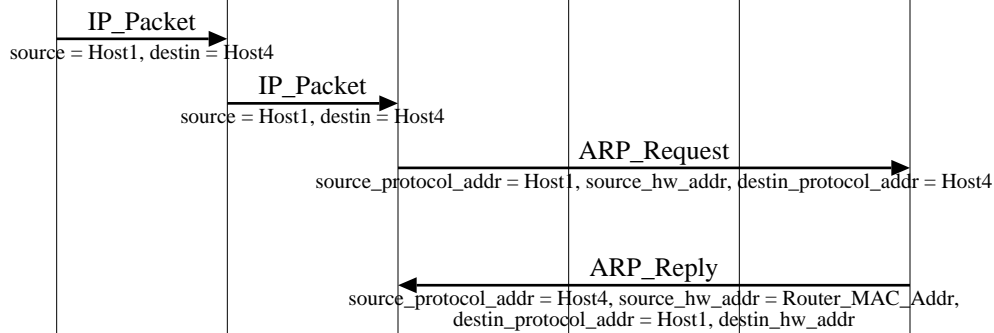 IP_Packet
source = Host1, destin = Host4
IP_Packet
source = Host1, destin = Host4
ARP_Request
source_protocol_addr = Host1, source_hw_addr, destin_protocol_addr = Host4
ARP_Reply
source_protocol_addr = Host4, source_hw_addr = Router_MAC_Addr,
destin_protocol_addr = Host1, destin_hw_addr